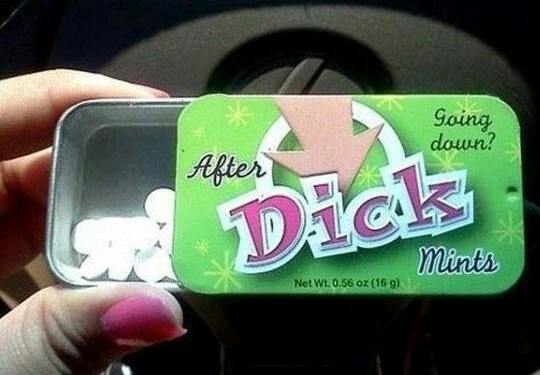 After
Dick
Mints
Going
down?
Net Wt. 0.56 oz (16 g)